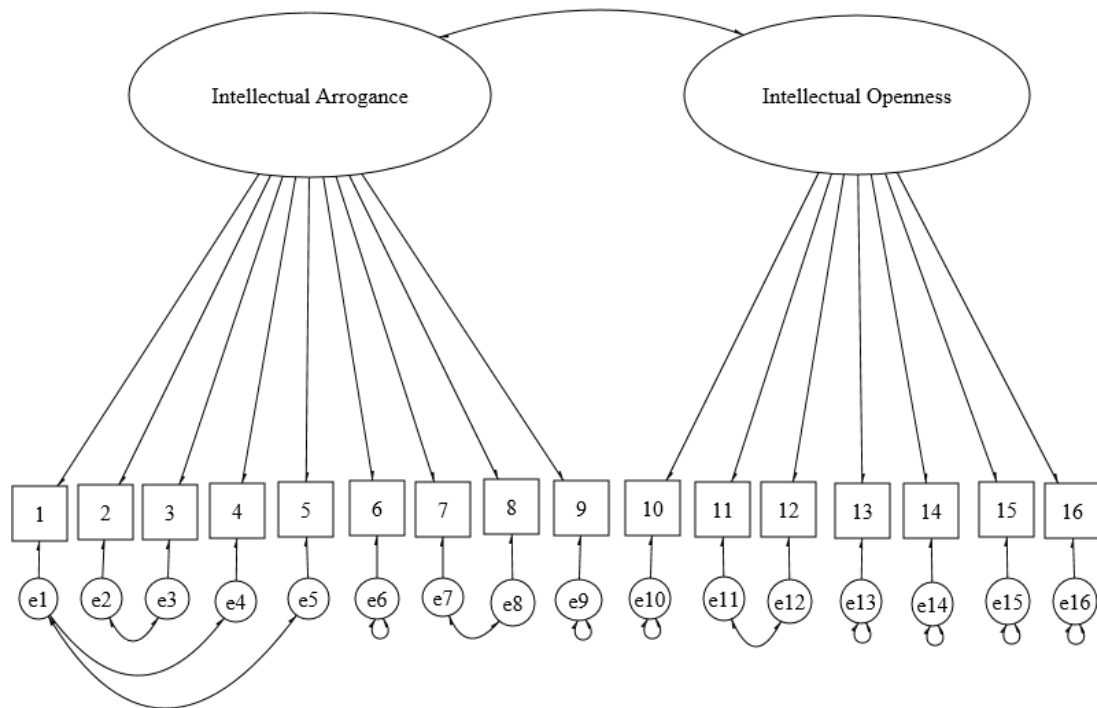 Intellectual Arrogance
Intellectual Openness
1 2 3 4 5 6 7 8 9 10 11 12 13 14 15 16
e1 e2 e3 e4 e5 e6 e7 e8 e9 e10 e11 e12 e13 e14 e15 e16